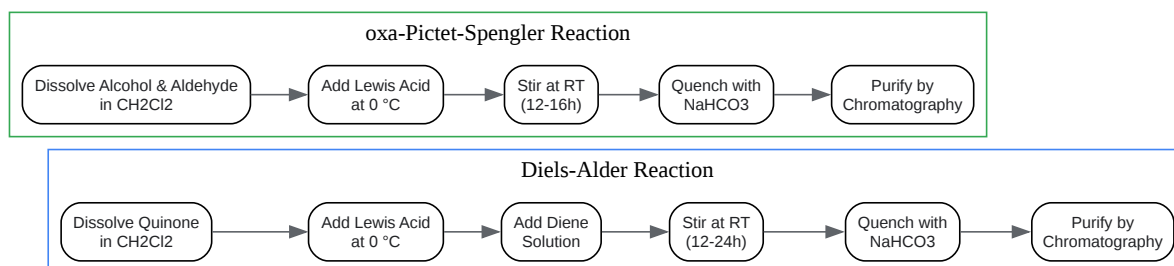 oxa-Pictet-Spengler Reaction
Dissolve Alcohol & Aldehyde
in CH2Cl2
Add Lewis Acid
at 0 °C
Stir at RT
(12-16h)
Quench with
NaHCO3
Purify by
Chromatography
Diels-Alder Reaction
Dissolve Quinone
in CH2Cl2
Add Lewis Acid
at 0 °C
Add Diene
Solution
Stir at RT
(12-24h)
Quench with
NaHCO3
Purify by
Chromatography